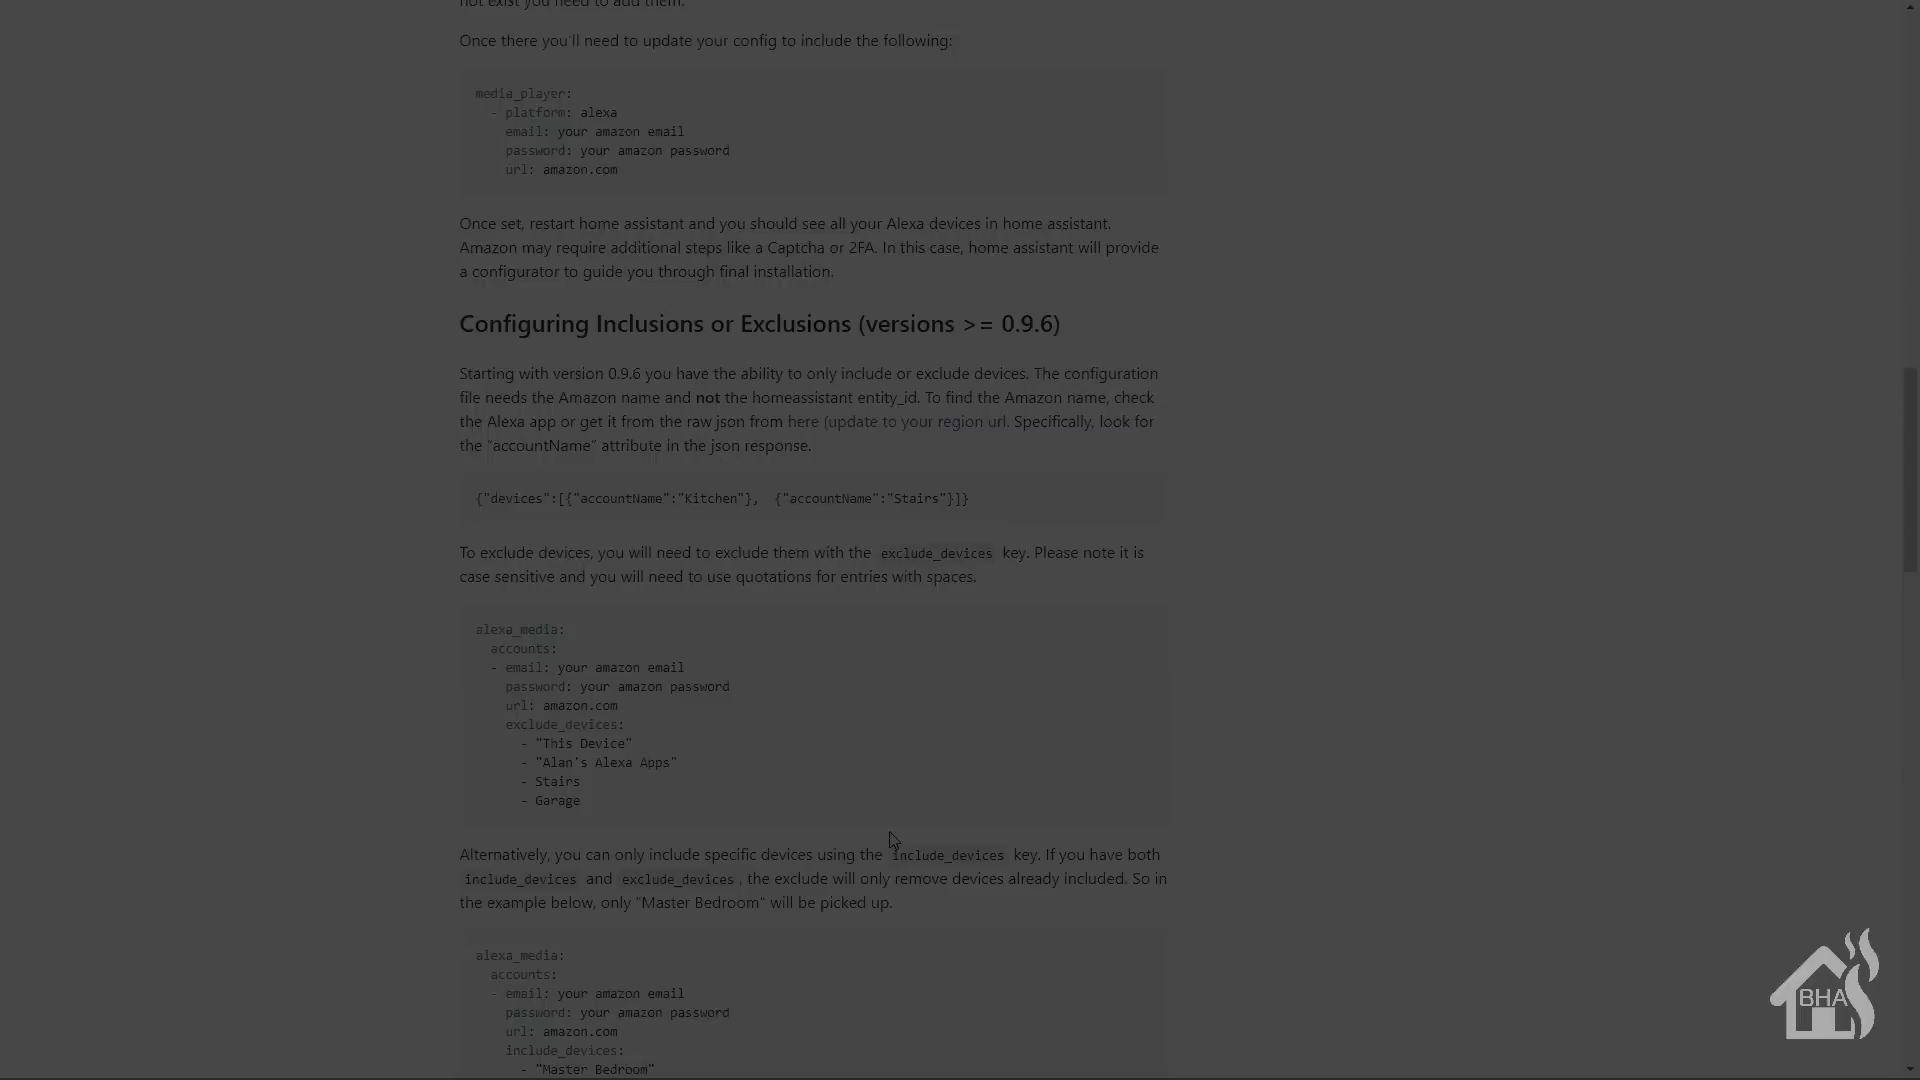 not exist you need to add them.
Once there you'll need to update your config to include the following:
media_player:
- platform: alexa
email: your amazon email
password: your amazon password
url: amazon.com
Once set, restart home assistant and you should see all your Alexa devices in home assistant.
Amazon may require additional steps like a Captcha or 2FA. In this case, home assistant will provide
a configurator to guide you through final installation.
Configuring Inclusions or Exclusions (versions >= 0.9.6)
Starting with version 0.9.6 you have the ability to only include or exclude devices. The configuration
file needs the Amazon name and not the homeassistant entity_id. To find the Amazon name, check
the Alexa app or get it from the raw json from here (update to your region url. Specifically, look for
the "accountName" attribute in the json response.
{"devices":[{"accountName":"Kitchen"},  {"accountName":"Stairs"}]}
To exclude devices, you will need to exclude them with the exclude_devices key. Please note it is
case sensitive and you will need to use quotations for entries with spaces.
alexa_media:
accounts:
- email: your amazon email
password: your amazon password
url: amazon.com
exclude_devices:
- "This Device"
- "Alan's Alexa Apps"
- Stairs
- Garage
Alternatively, you can only include specific devices using the include_devices key. If you have both
include_devices and exclude_devices, the exclude will only remove devices already included. So in
the example below, only "Master Bedroom" will be picked up.
alexa_media:
accounts:
- email: your amazon email
password: your amazon password
url: amazon.com
include_devices:
- "Master Bedroom"
BHA